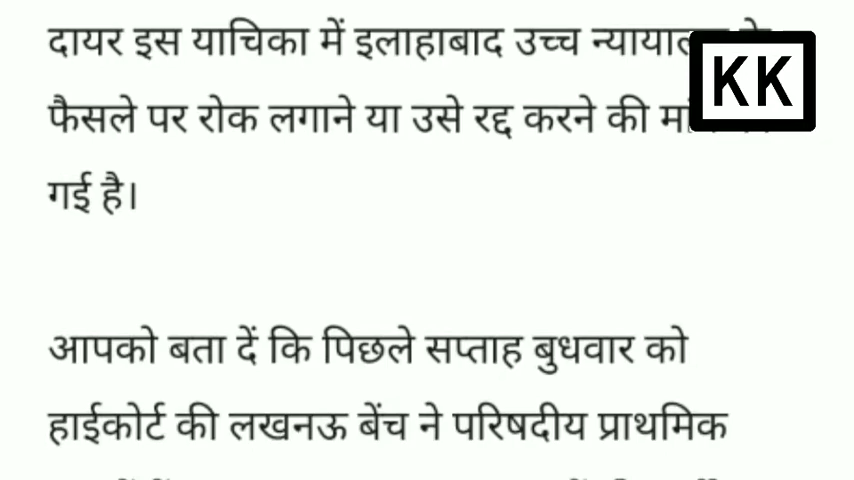 दायर इस याचिका में इलाहाबाद उच्च
KK
फैसले पर रोक लगाने या उसे रद्द करने की
गई है।
आपको बता दें कि पिछले सप्ताह बुधवार को
हाईकोर्ट की लखनऊ बेंच ने परिषदीय प्राथमिक